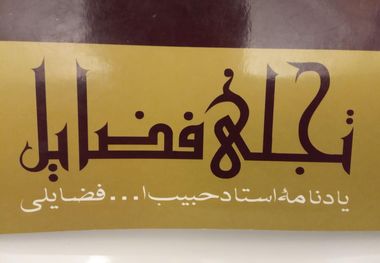 تجلی فضایل
یادنامهٔ استاد حبیب ا... فضایلی